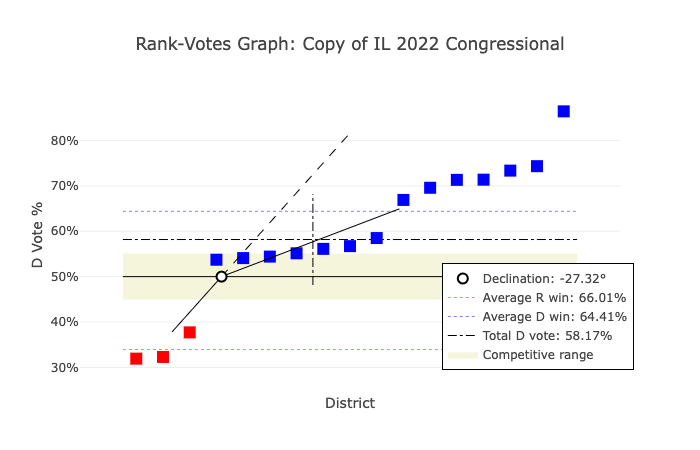 Rank-Votes Graph: Copy of IL 2022 Congressional
80%
70%
60%
50%
40%
30%
D Vote %
District
Declination: -27.32°
Average R win: 66.01%
Average D win: 64.41%
Total D vote: 58.17%
Competitive range